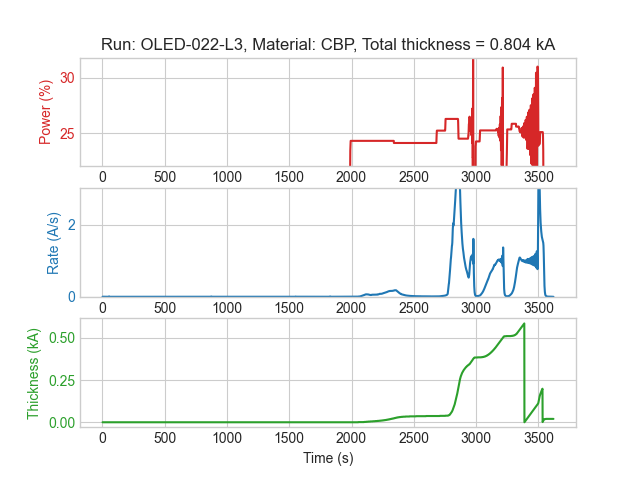 Run: OLED-022-L3, Material: CBP, Total thickness = 0.804 kA
30
25
Power (%)
0 500 1000 1500 2000 2500 3000 3500
2
0
Rate (A/s)
0 500 1000 1500 2000 2500 3000 3500
0.50
0.25
0.00
Thickness (kA)
0 500 1000 1500 2000 2500 3000 3500
Time (s)